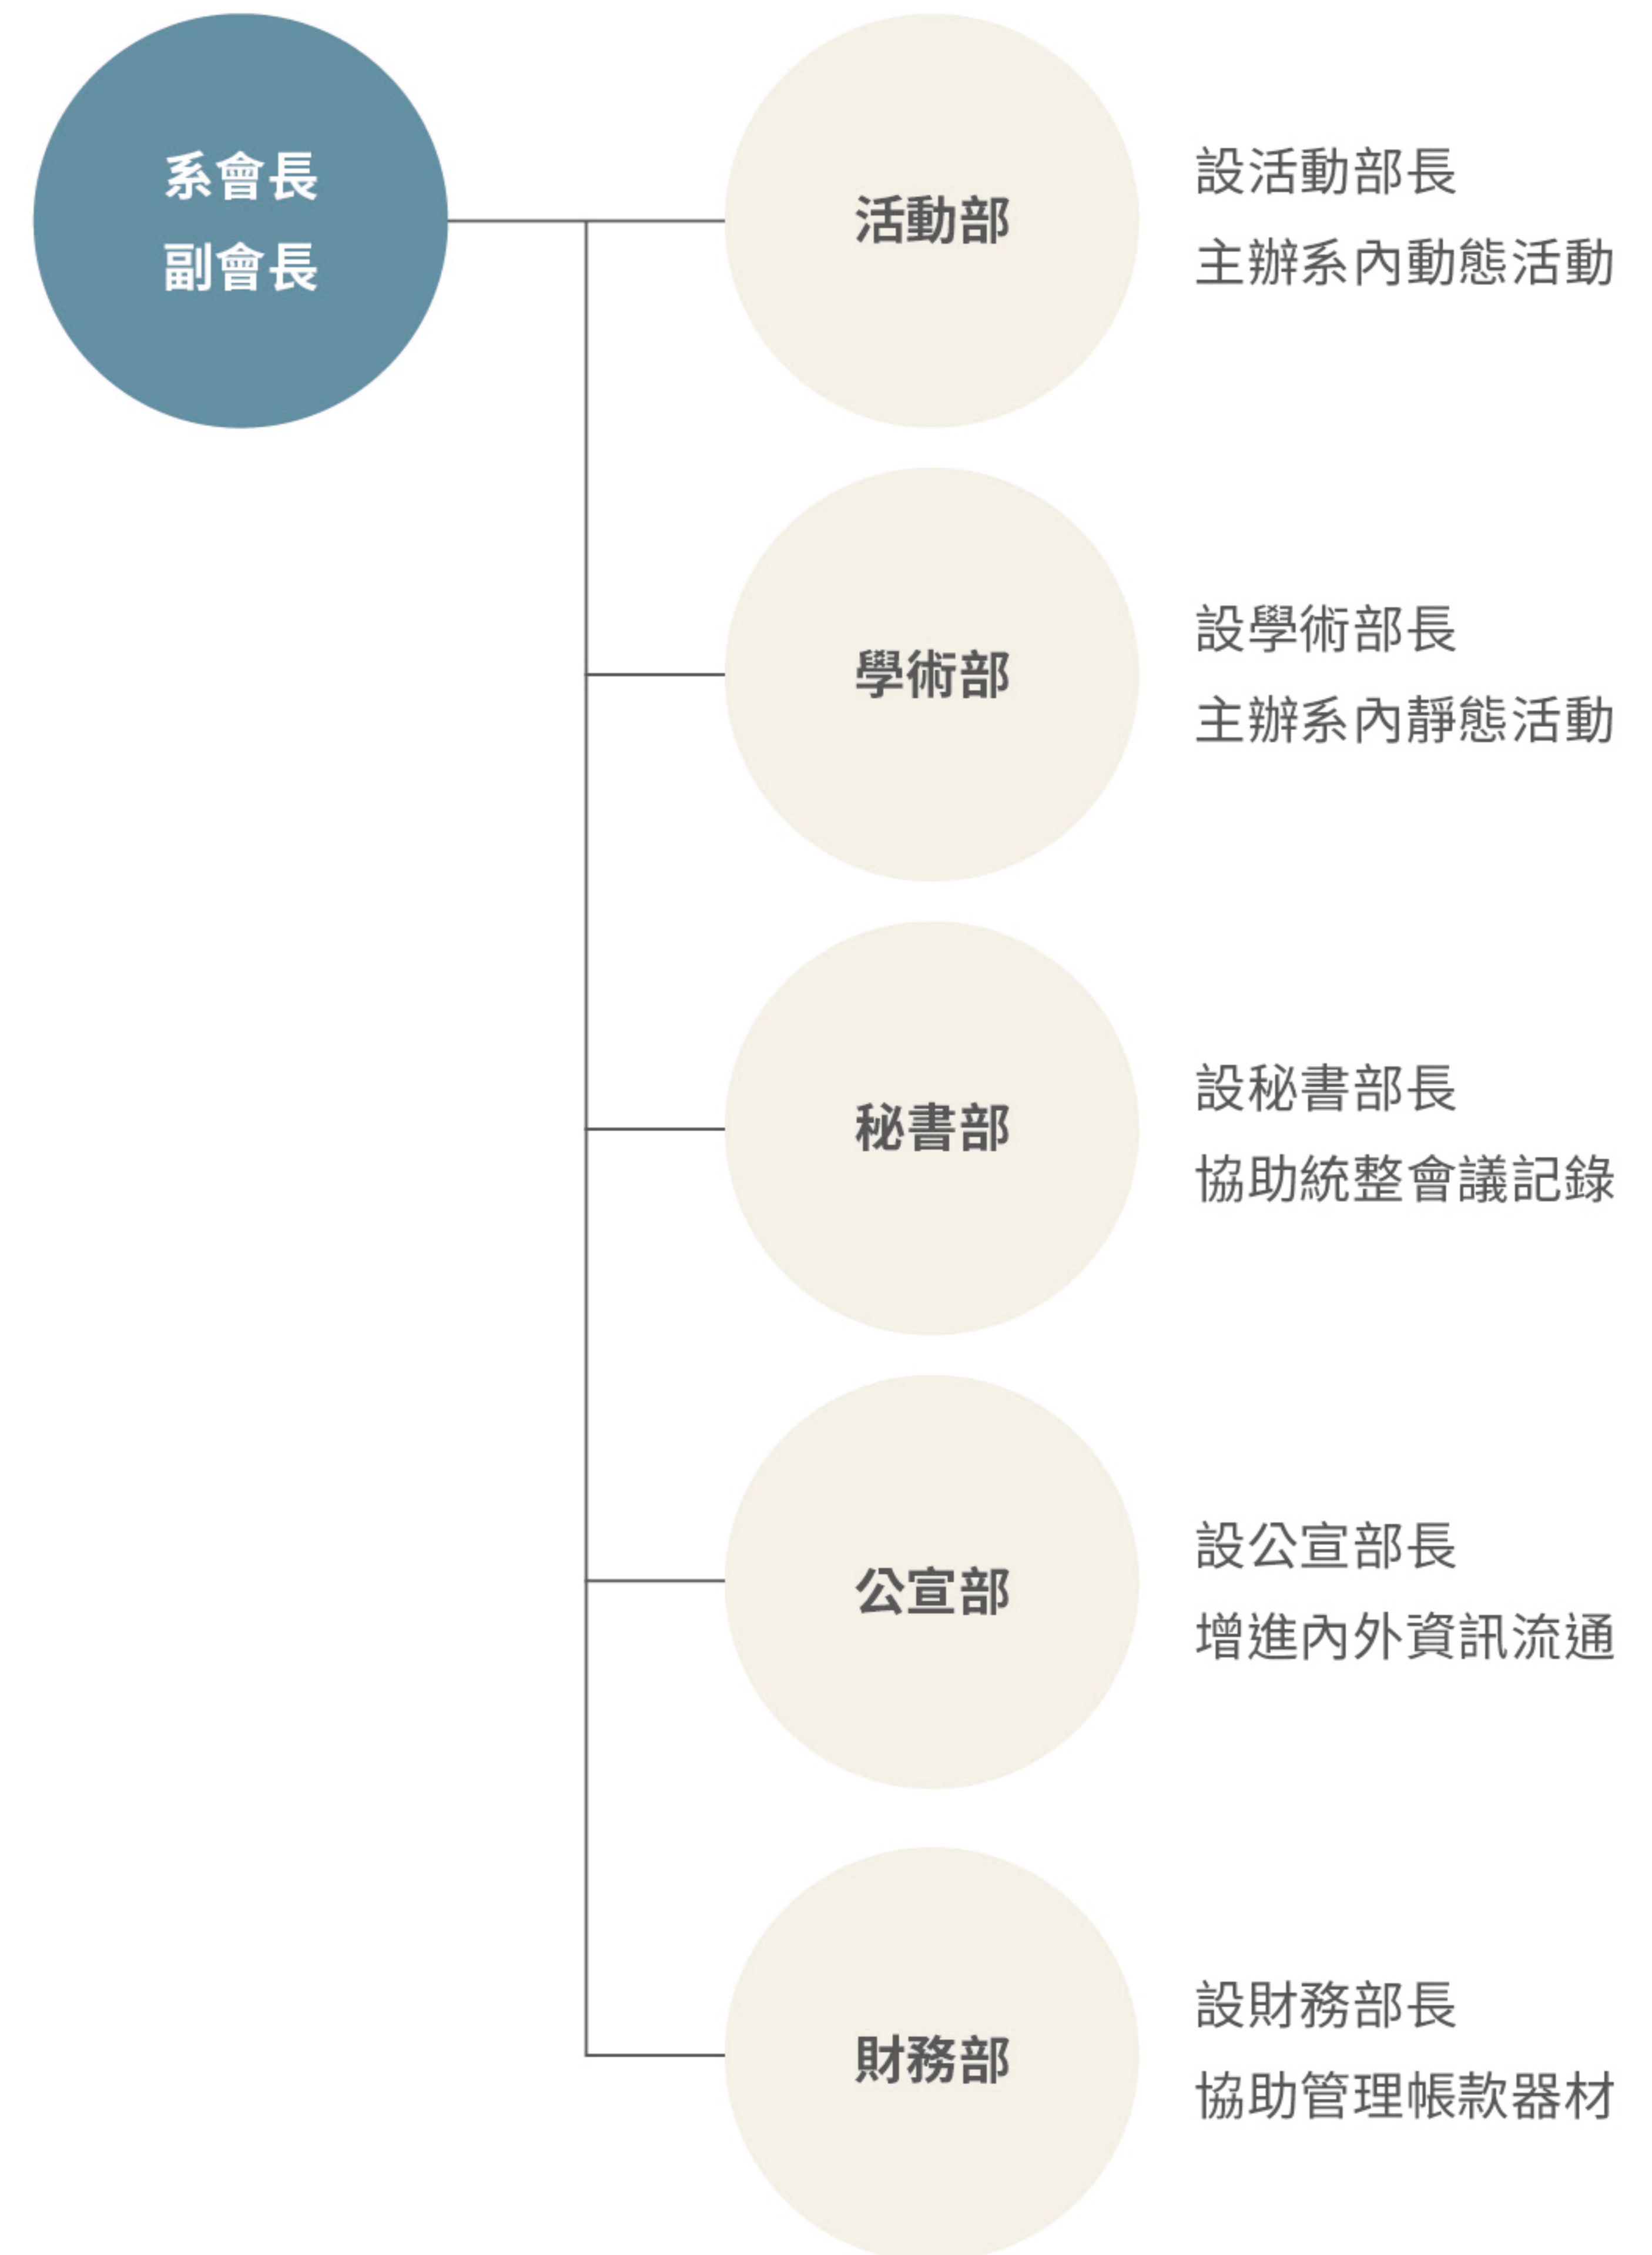 系會長
副會長
活動部
設活動部長
主辦系內動態活動
學術部
設學術部長
主辦系內靜態活動
秘書部
設秘書部長
協助統整會議記錄
公宣部
設公宣部長
增進內外資訊流通
財務部
設財務部長
協助管理帳款器材